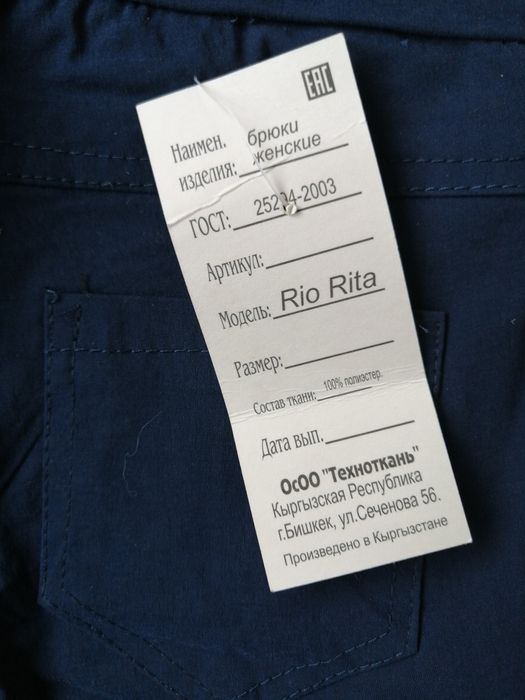 EAC
Наимен. брюки
изделия: женские
ГОСТ: 25294-2003
Артикул:
Модель: Rio Rita
Размер:
Состав ткани: 100% полиэстер.
Дата вып.
ОсОО "Техноткань"
Кыргызская Республика
г.Бишкек, ул.Сеченова 56.
Произведено в Кыргызстане